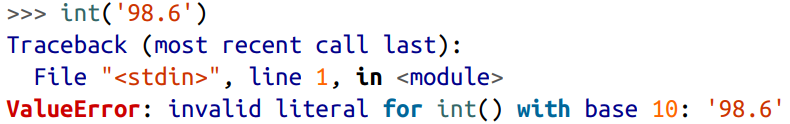 >>> int('98.6')
Traceback (most recent call last):
  File "<stdin>", line 1, in <module>
ValueError: invalid literal for int() with base 10: '98.6'